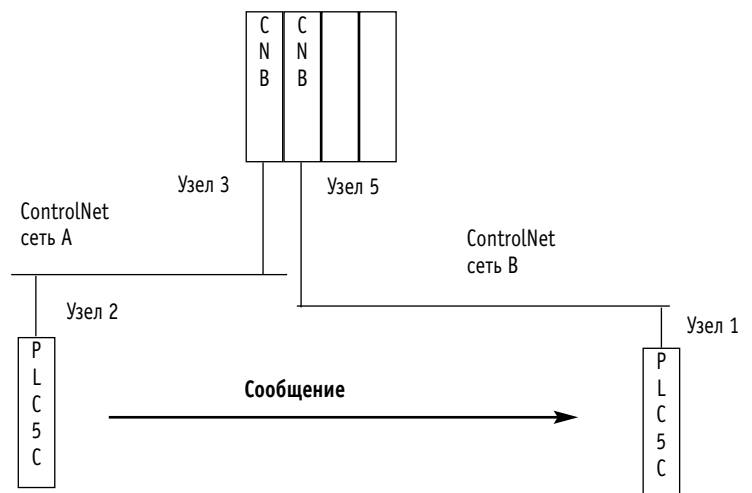 C
N
B
C
N
B
Узел 3
Узел 5
ControlNet
сеть A
ControlNet
сеть B
Узел 2
Узел 1
P
L
C
5
C
Сообщение
P
L
C
5
C